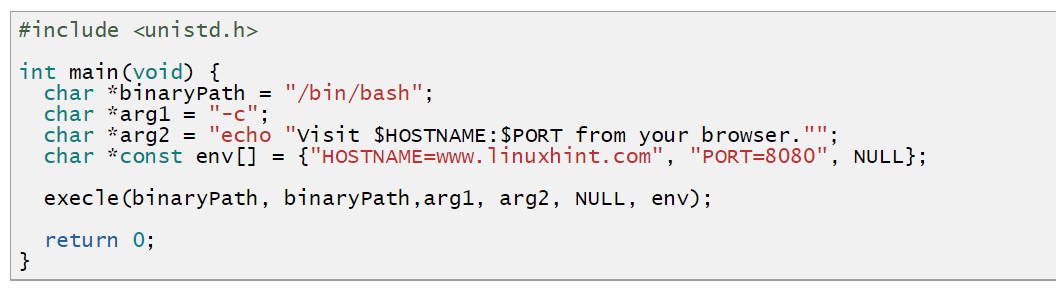 #include <unistd.h>
int main(void) {
char *binaryPath = "/bin/bash";
char *arg1 = "-c";
char *arg2 = "echo "Visit $HOSTNAME:$PORT from your browser."";
char *const env[] = {"HOSTNAME=www.linuxhint.com", "PORT=8080", NULL};
execle(binaryPath, binaryPath,arg1, arg2, NULL, env);
return 0;
}